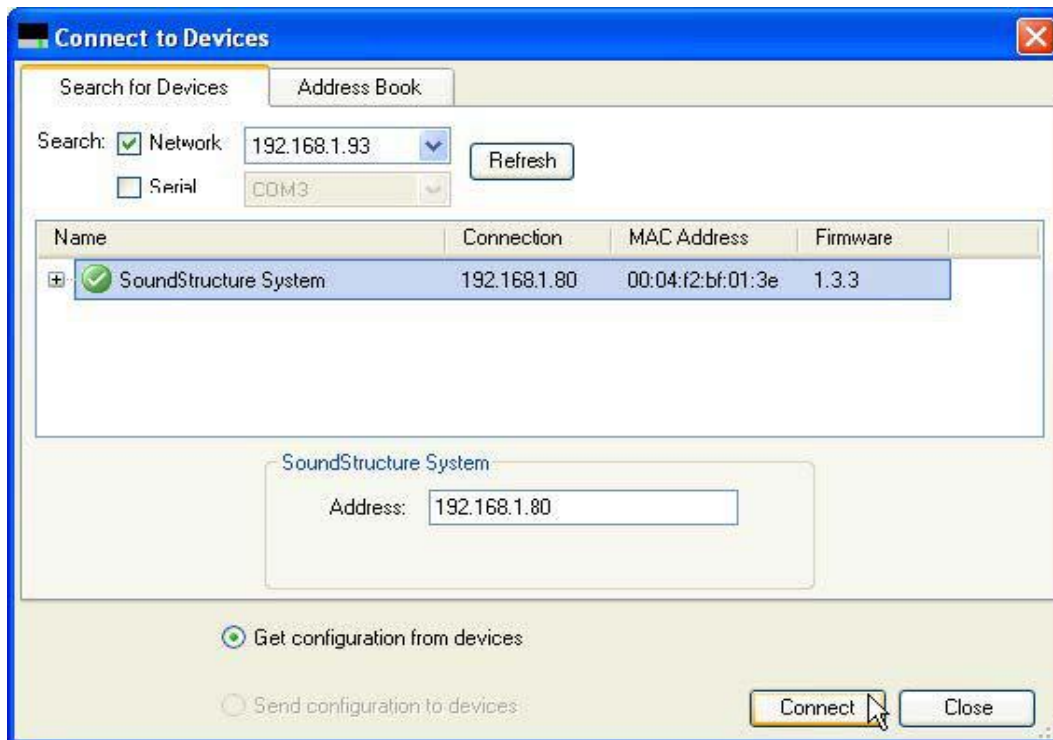 Connect to Devices
Search for Devices Address Book
Search: Network 192.168.1.93 Refresh
Serial COM3
Name Connection MAC Address Firmware
SoundStructure System 192.168.1.80 00:04:f2:bf:01:3e 1.3.3
SoundStructure System
Address: 192.168.1.80
Get configuration from devices
Send configuration to devices Connect Close